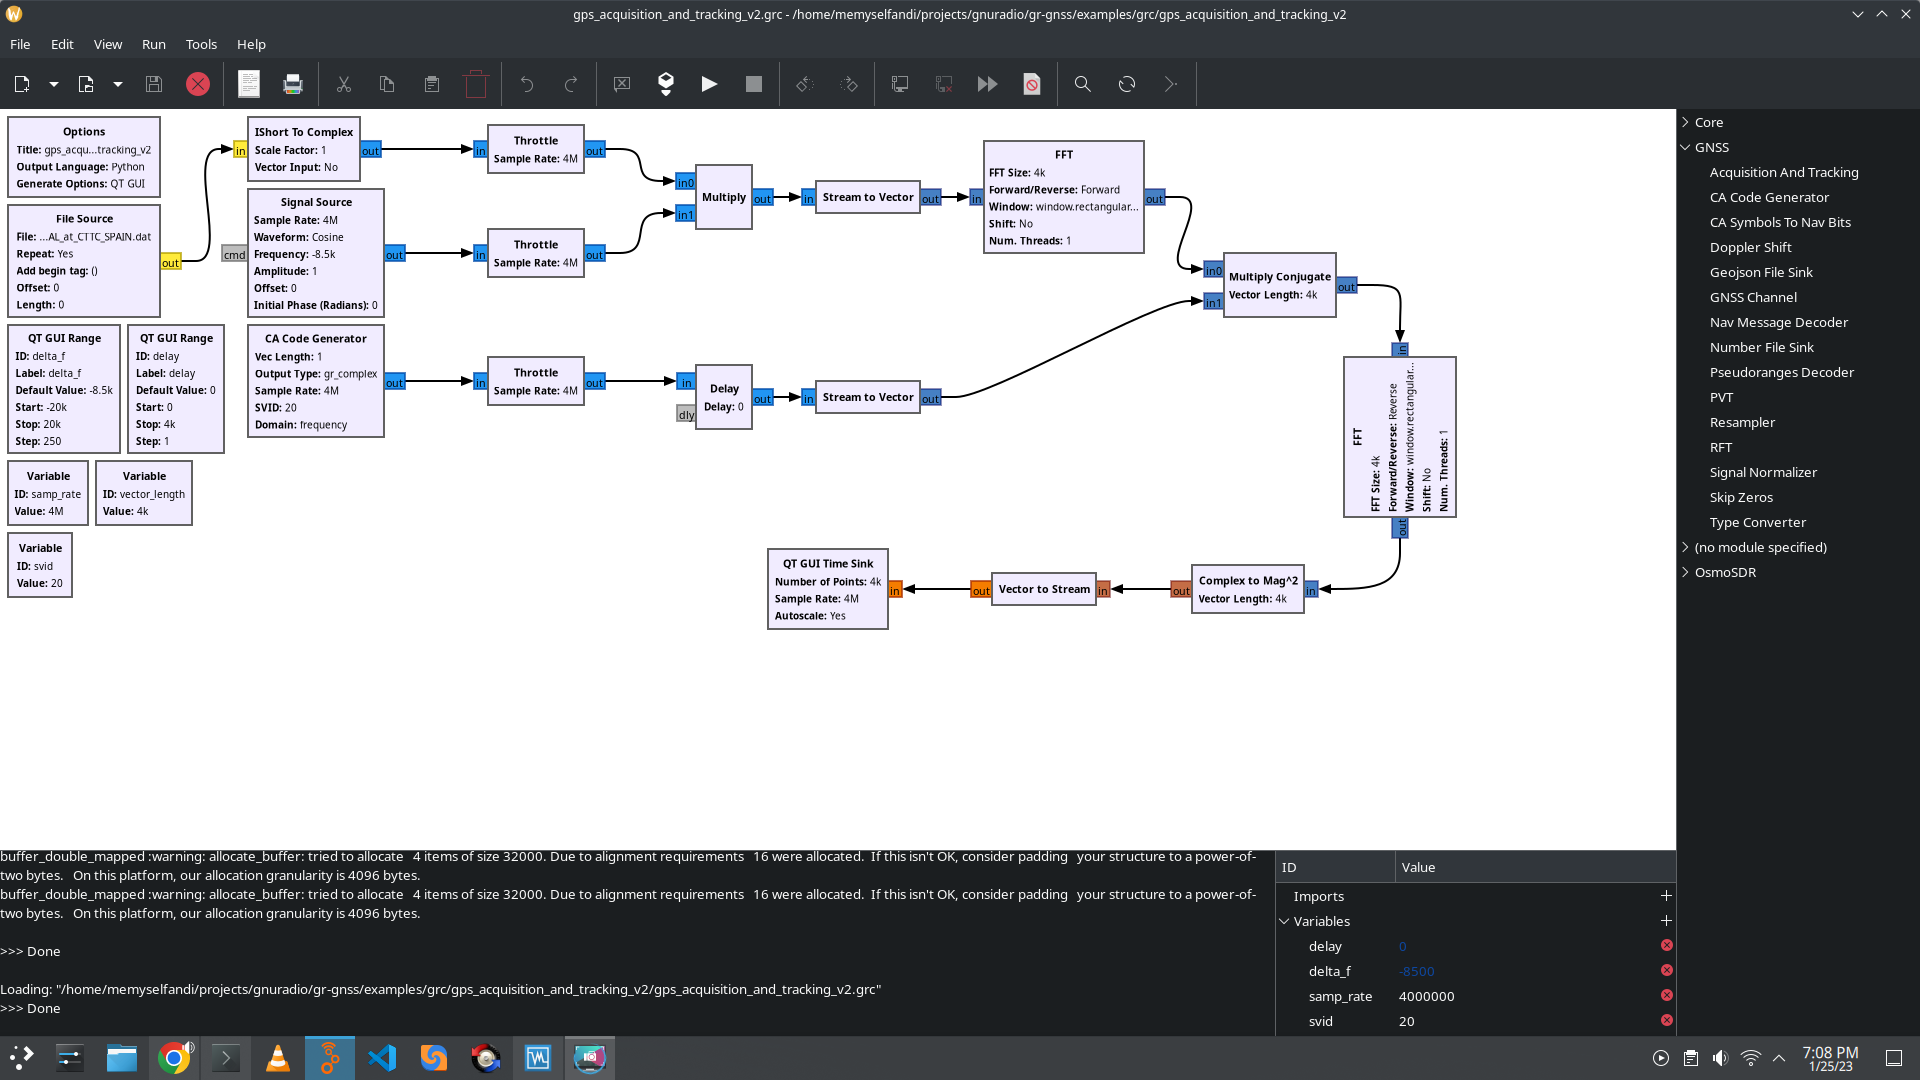 gps_acquisition_and_tracking_v2.grc - /home/memyselfandi/projects/gnuradio/gr-gnss/examples/grc/gps_acquisition_and_tracking_v2
File Edit View Run Tools Help
Options
Title: gps_acqu...tracking_v2
Output Language: Python
Generate Options: QT GUI
File Source
File: ...AL_at_CTTC_SPAIN.dat
Repeat: Yes
Add begin tag: ()
Offset: 0
Length: 0
out
QT GUI Range
ID: delta_f
Label: delta_f
Default Value: -8.5k
Start: -20k
Stop: 20k
Step: 250
QT GUI Range
ID: delay
Label: delay
Default Value: 0
Start: 0
Stop: 4k
Step: 1
Variable
ID: samp_rate
Value: 4M
Variable
ID: vector_length
Value: 4k
Variable
ID: svid
Value: 20
in
IShort To Complex
Scale Factor: 1
Vector Input: No
out
cmd
Signal Source
Sample Rate: 4M
Waveform: Cosine
Frequency: -8.5k
Amplitude: 1
Offset: 0
Initial Phase (Radians): 0
out
CA Code Generator
Vec Length: 1
Output Type: gr_complex
Sample Rate: 4M
SVID: 20
Domain: frequency
out
in
Throttle
Sample Rate: 4M
out
in
Throttle
Sample Rate: 4M
out
in
Throttle
Sample Rate: 4M
out
in0
in1
Multiply
out
in
dly
Delay
Delay: 0
out
in
Stream to Vector
out
in
Stream to Vector
out
in
FFT
FFT Size: 4k
Forward/Reverse: Forward
Window: window.rectangular...
Shift: No
Num. Threads: 1
out
in0
in1
Multiply Conjugate
Vector Length: 4k
out
in
FFT
FFT Size: 4k
Forward/Reverse: Reverse
Window: window.rectangular...
Shift: No
Num. Threads: 1
out
in
Complex to Mag^2
Vector Length: 4k
out
in
Vector to Stream
out
in
QT GUI Time Sink
Number of Points: 4k
Sample Rate: 4M
Autoscale: Yes
Core
GNSS
Acquisition And Tracking
CA Code Generator
CA Symbols To Nav Bits
Doppler Shift
Geojson File Sink
GNSS Channel
Nav Message Decoder
Number File Sink
Pseudoranges Decoder
PVT
Resampler
RFT
Signal Normalizer
Skip Zeros
Type Converter
(no module specified)
OsmoSDR
buffer_double_mapped :warning: allocate_buffer: tried to allocate 4 items of size 32000. Due to alignment requirements 16 were allocated. If this isn't OK, consider padding your structure to a power-of-
two bytes. On this platform, our allocation granularity is 4096 bytes.
buffer_double_mapped :warning: allocate_buffer: tried to allocate 4 items of size 32000. Due to alignment requirements 16 were allocated. If this isn't OK, consider padding your structure to a power-of-
two bytes. On this platform, our allocation granularity is 4096 bytes.
>>> Done
Loading: "/home/memyselfandi/projects/gnuradio/gr-gnss/examples/grc/gps_acquisition_and_tracking_v2/gps_acquisition_and_tracking_v2.grc"
>>> Done
ID Value
Imports
Variables
delay 0
delta_f -8500
samp_rate 4000000
svid 20
7:08 PM
1/25/23